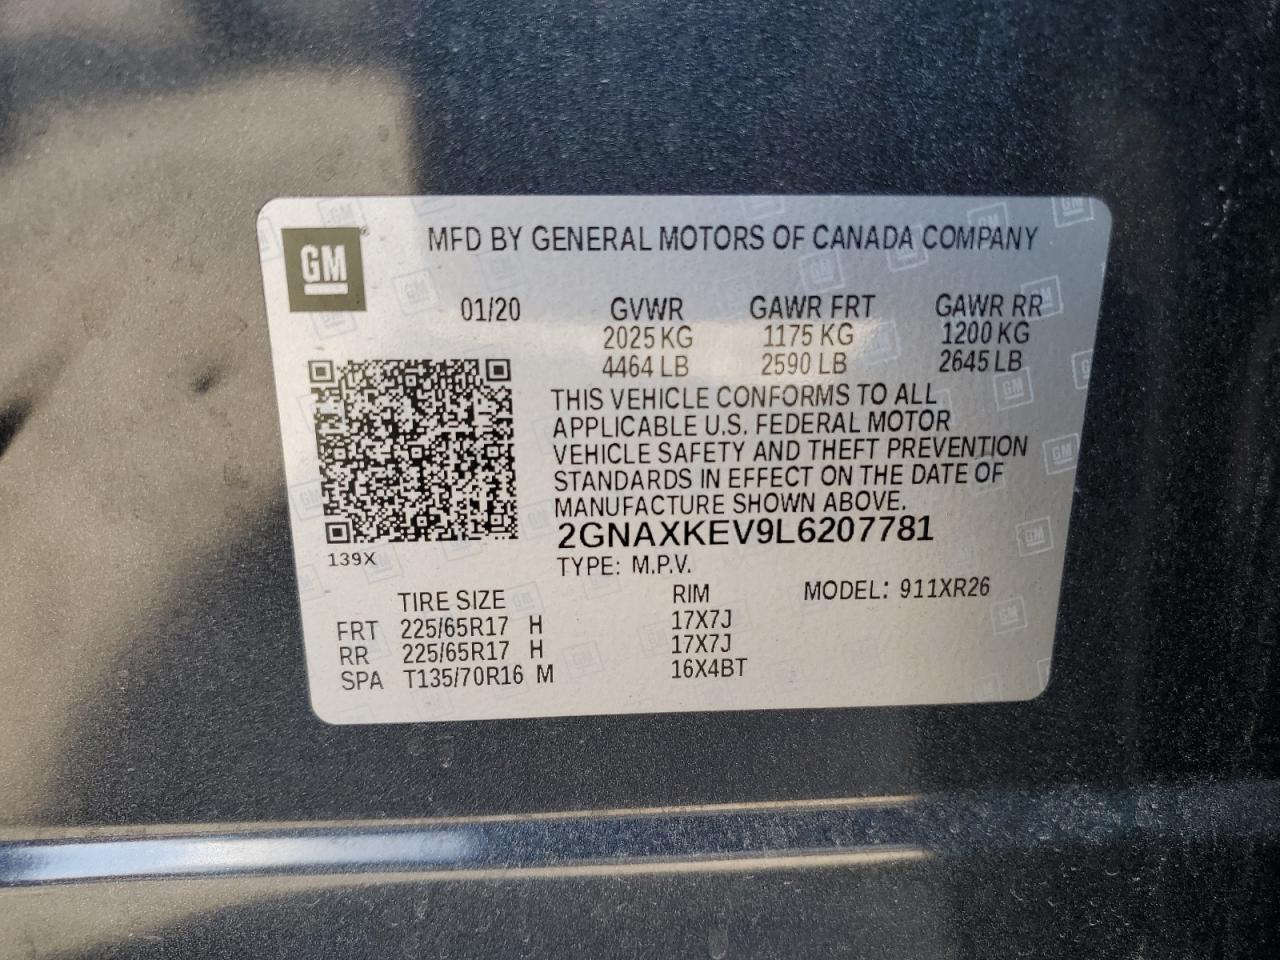 MFD BY GENERAL MOTORS OF CANADA COMPANY
GM
01/20 GVWR GAWR FRT GAWR RR
2025 KG 1175 KG 1200 KG
4464 LB 2590 LB 2645 LB
THIS VEHICLE CONFORMS TO ALL
APPLICABLE U.S. FEDERAL MOTOR
VEHICLE SAFETY AND THEFT PREVENTION
STANDARDS IN EFFECT ON THE DATE OF
MANUFACTURE SHOWN ABOVE.
2GNAXKEV9L6207781
139X
TYPE: M.P.V.
TIRE SIZE RIM MODEL: 911XR26
FRT 225/65R17 H 17X7J
RR 225/65R17 H 17X7J
SPA T135/70R16 M 16X4BT